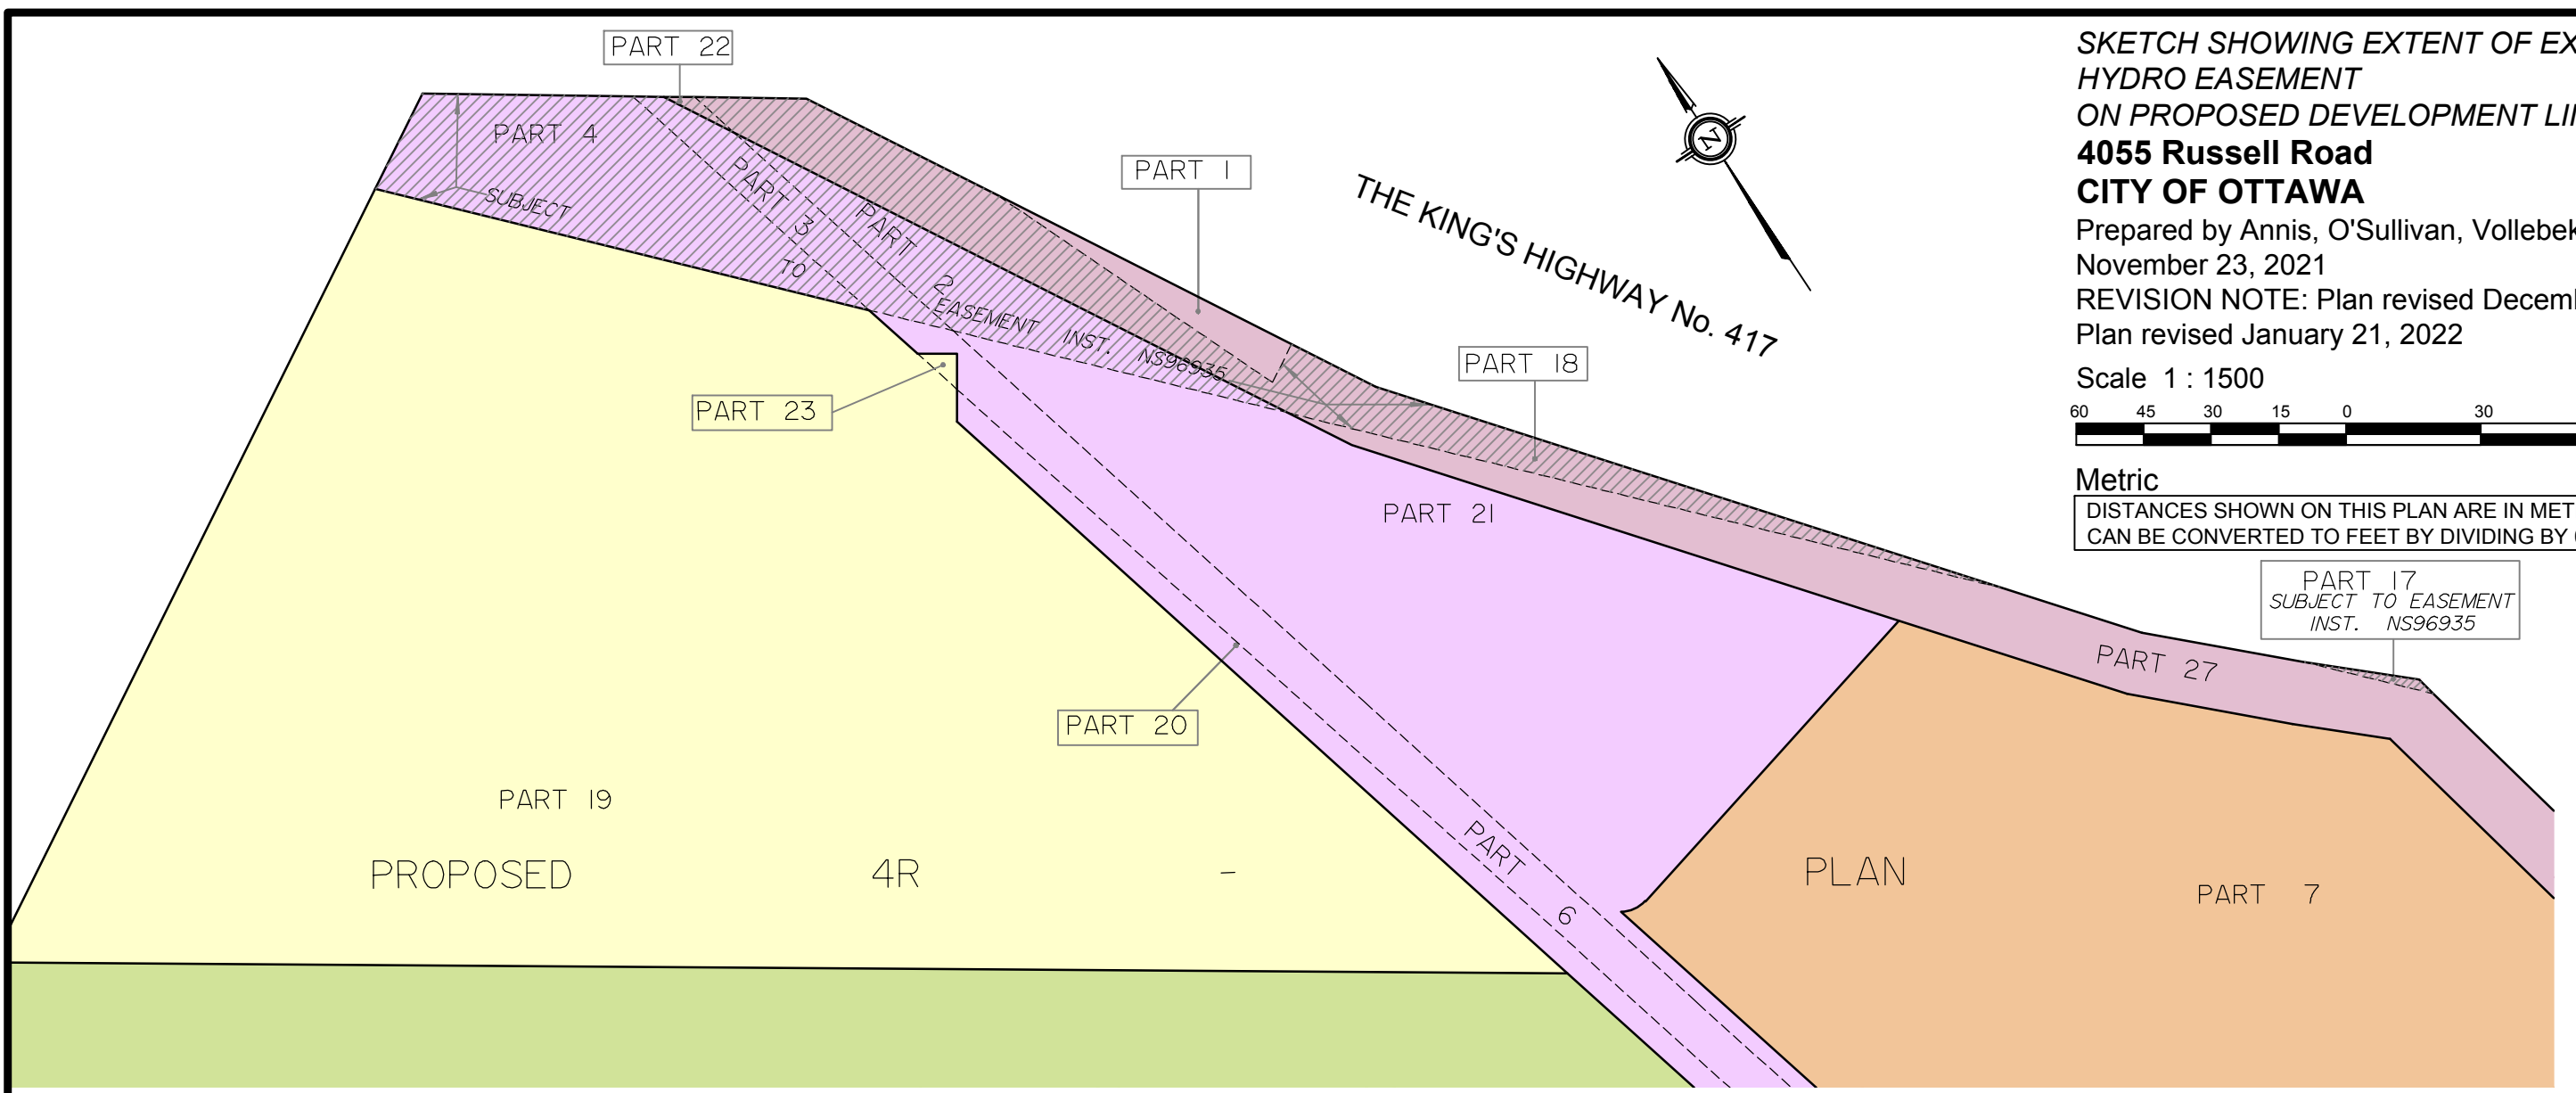 PART 22
SKETCH SHOWING EXTENT OF EX
HYDRO EASEMENT
ON PROPOSED DEVELOPMENT LI
4055 Russell Road
CITY OF OTTAWA
Prepared by Annis, O'Sullivan, Vollebek
November 23, 2021
REVISION NOTE: Plan revised Decem
Plan revised January 21, 2022
Scale 1 : 1500
60 45 30 15 0 30
Metric
DISTANCES SHOWN ON THIS PLAN ARE IN MET
CAN BE CONVERTED TO FEET BY DIVIDING BY
PART 4
PART 1
N
THE KING'S HIGHWAY No. 417
PART 3
PART 2
SUBJECT
TO
EASEMENT INST. NS96935
PART 18
PART 23
PART 21
PART 17
SUBJECT TO EASEMENT
INST. NS96935
PART 27
PART 20
PART 19
PROPOSED 4R - PLAN
PART 6
PART 7